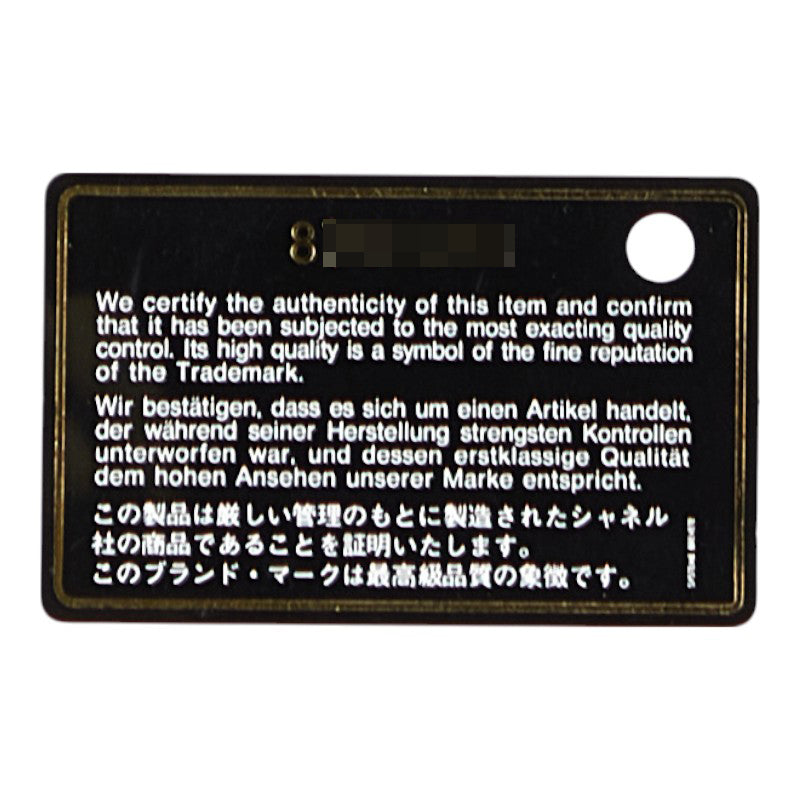 8
We certify the authenticity of this item and confirm
that it has been subjected to the most exacting quality
control. Its high quality is a symbol of the fine reputation
of the Trademark.
Wir bestätigen, dass es sich um einen Artikel handelt,
der während seiner Herstellung strengsten Kontrollen
unterworfen war, und dessen erstklassige Qualität
dem hohen Ansehen unserer Marke entspricht.
この製品は厳しい管理のもとに製造されたシャネル
社の商品であることを証明いたします。
このブランド・マークは最高級品質の象徴です。